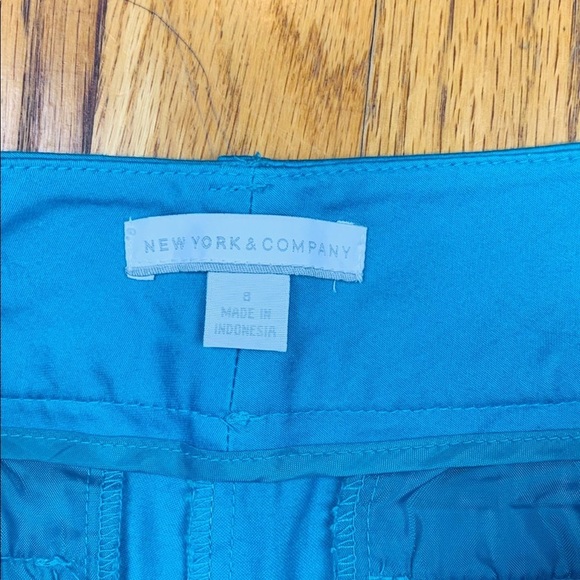 NEW YORK & COMPANY
8
MADE IN
INDONESIA